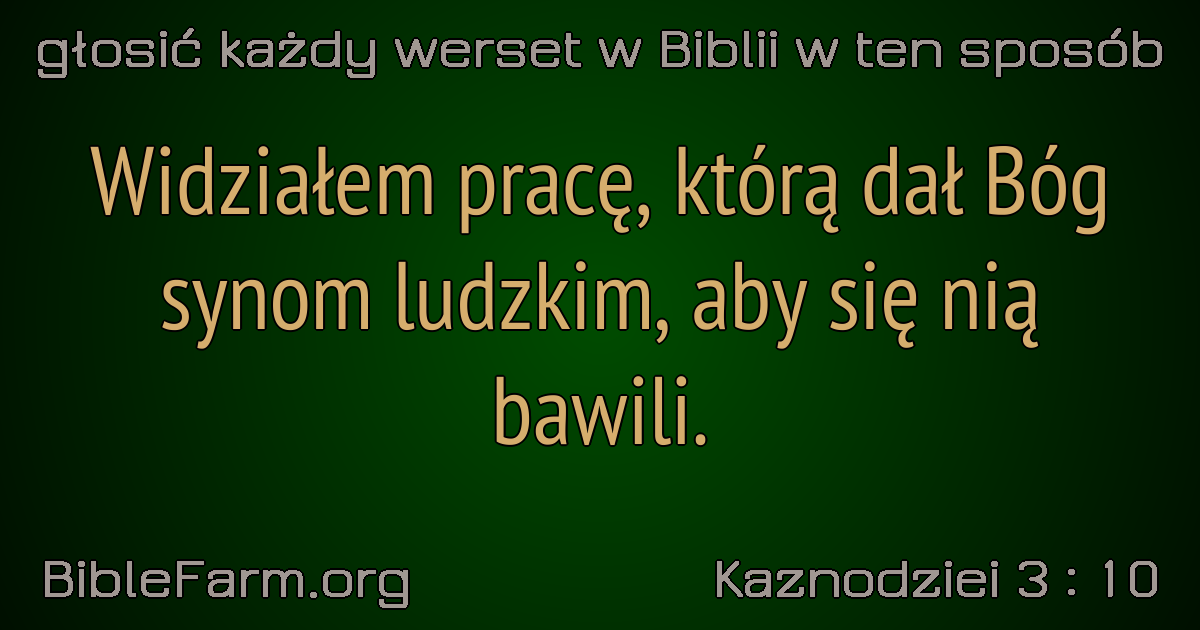 głosić każdy werset w Biblii w ten sposób
Widziałem pracę, którą dał Bóg
synom ludzkim, aby się nią
bawili.
BibleFarm.org
Kaznodziei 3 : 10